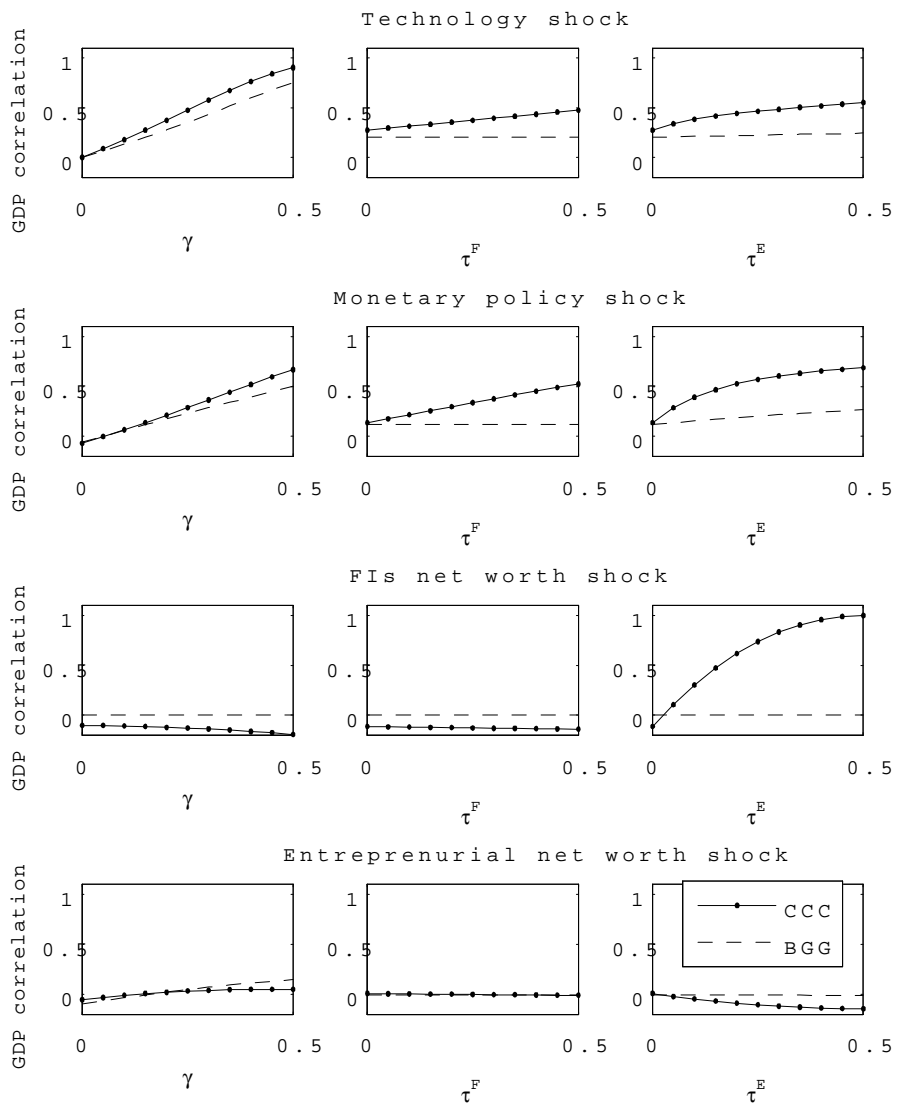 Technology shock
GDP correlation
1
0.5
0
0 0.5
γ
1
0.5
0
0 0.5
τ^F
1
0.5
0
0 0.5
τ^E
Monetary policy shock
GDP correlation
1
0.5
0
0 0.5
γ
1
0.5
0
0 0.5
τ^F
1
0.5
0
0 0.5
τ^E
FIs net worth shock
GDP correlation
1
0.5
0
0 0.5
γ
1
0.5
0
0 0.5
τ^F
1
0.5
0
0 0.5
τ^E
Entreprenurial net worth shock
GDP correlation
1
0.5
0
0 0.5
γ
1
0.5
0
0 0.5
τ^F
1
0.5
0
0 0.5
τ^E
CCC
BGG